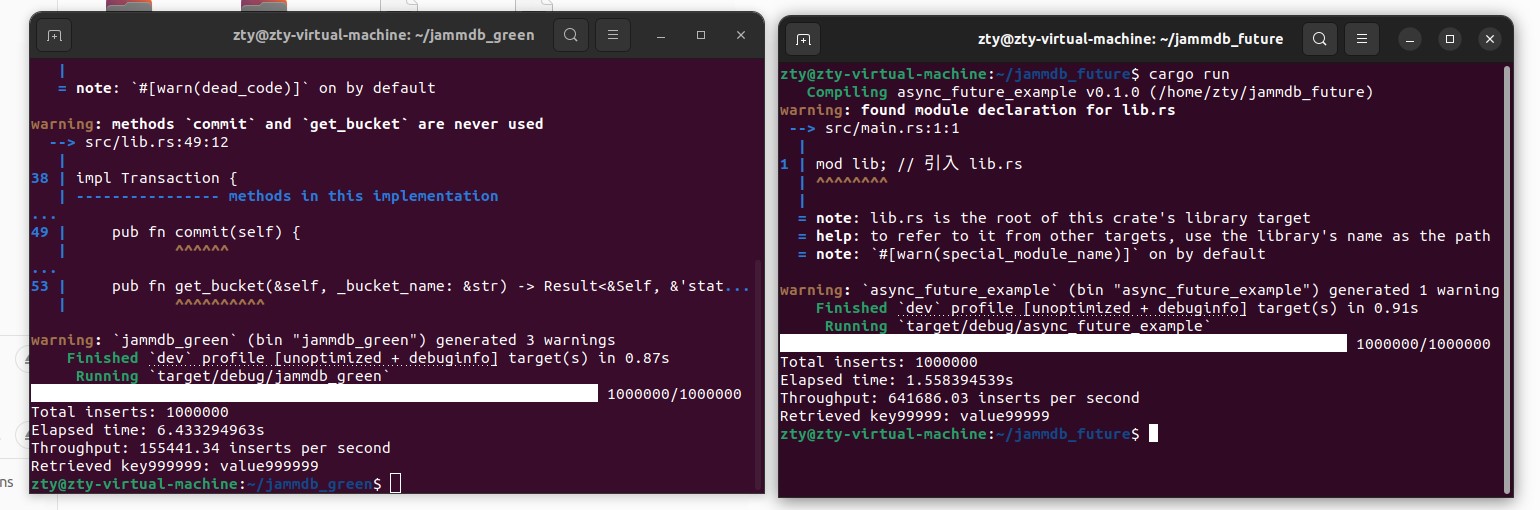 zty@zty-virtual-machine: ~/jammdb_green
|
= note: `#[warn(dead_code)]` on by default
warning: methods `commit` and `get_bucket` are never used
--> src/lib.rs:49:12
|
38 | impl Transaction {
| ---------------- methods in this implementation
...
49 |     pub fn commit(self) {
|            ^^^^^^
...
53 |     pub fn get_bucket(&self, _bucket_name: &str) -> Result<&Self, &'stat...
|            ^^^^^^^^^^
warning: `jammdb_green` (bin "jammdb_green") generated 3 warnings
Finished `dev` profile [unoptimized + debuginfo] target(s) in 0.87s
Running `target/debug/jammdb_green`
1000000/1000000
Total inserts: 1000000
Elapsed time: 6.433294963s
Throughput: 155441.34 inserts per second
Retrieved key999999: value999999
zty@zty-virtual-machine:~/jammdb_green$
zty@zty-virtual-machine: ~/jammdb_future
zty@zty-virtual-machine:~/jammdb_future$ cargo run
Compiling async_future_example v0.1.0 (/home/zty/jammdb_future)
warning: found module declaration for lib.rs
--> src/main.rs:1:1
|
1 | mod lib; // 引入 lib.rs
| ^^^^^^^^
|
= note: lib.rs is the root of this crate's library target
= help: to refer to it from other targets, use the library's name as the path
= note: `#[warn(special_module_name)]` on by default
warning: `async_future_example` (bin "async_future_example") generated 1 warning
Finished `dev` profile [unoptimized + debuginfo] target(s) in 0.91s
Running `target/debug/async_future_example`
1000000/1000000
Total inserts: 1000000
Elapsed time: 1.558394539s
Throughput: 641686.03 inserts per second
Retrieved key99999: value99999
zty@zty-virtual-machine:~/jammdb_future$